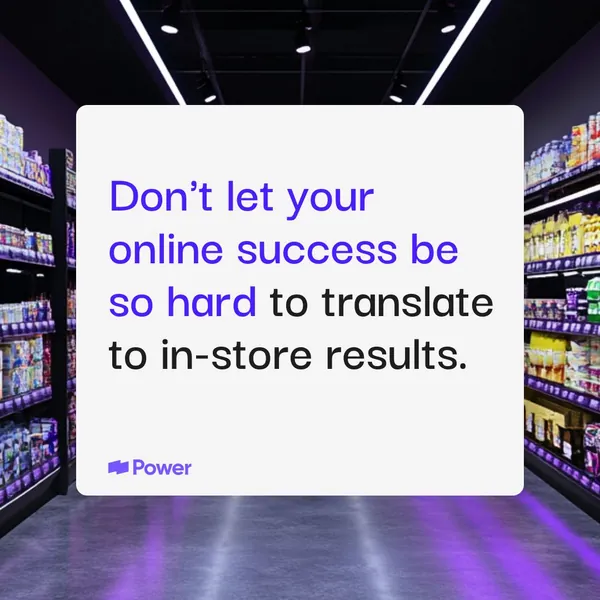 Don't let your
online success be
so hard to translate
to in-store results.
Power